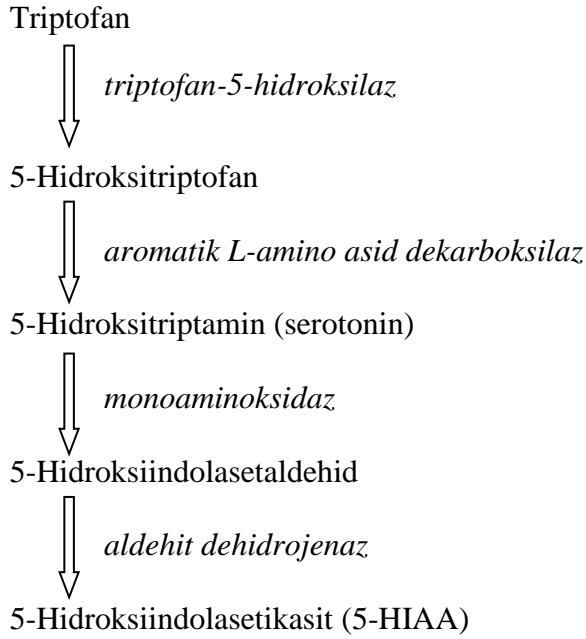 Triptofan
triptofan-5-hidroksilaz
5-Hidroksitriptofan
aromatik L-amino asid dekarboksilaz
5-Hidroksitriptamin (serotonin)
monoaminoksidaz
5-Hidroksiindolasetaldehid
aldehit dehidrojenaz
5-Hidroksiindolasetikasit (5-HIAA)